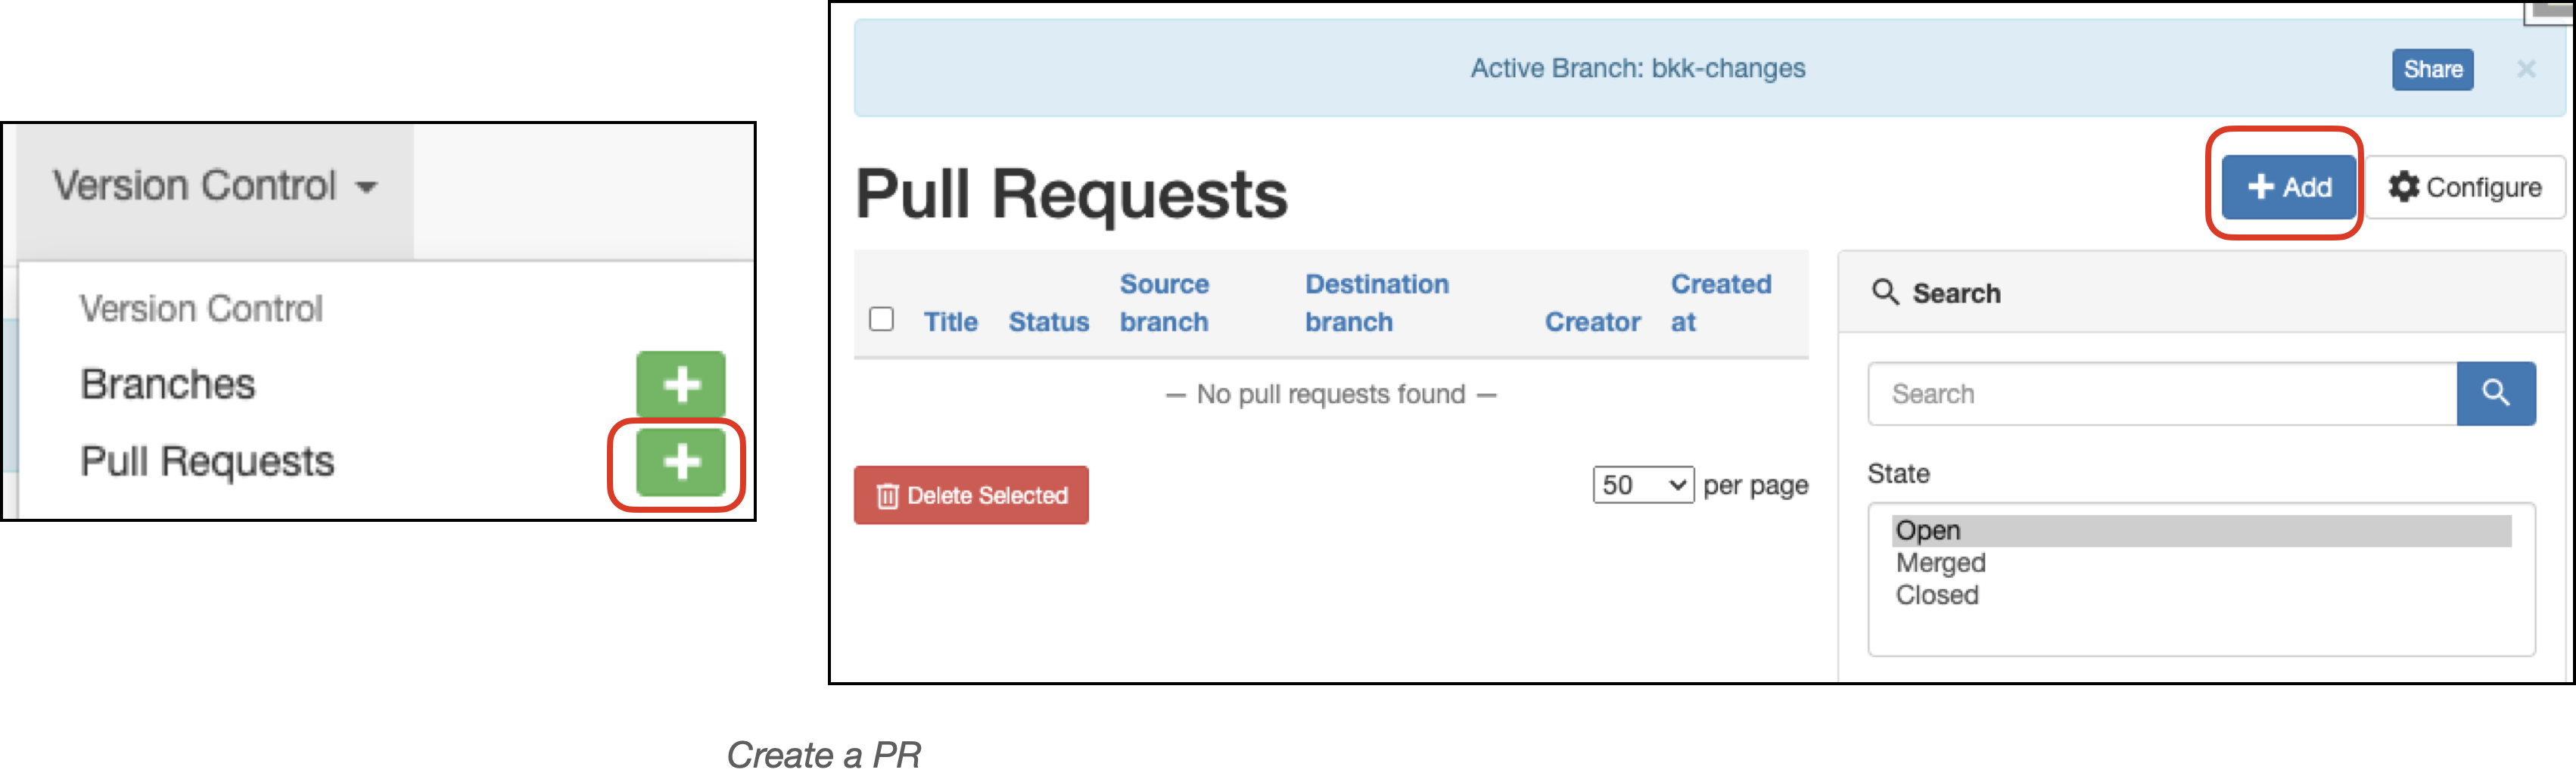 Version Control
Version Control
Branches
Pull Requests
Active Branch: bkk-changes
Share
×
Pull Requests
Add
Configure
Title Status Source branch Destination branch Creator Created at
— No pull requests found —
Delete Selected
50 per page
Search
Search
State
Open
Merged
Closed
Create a PR